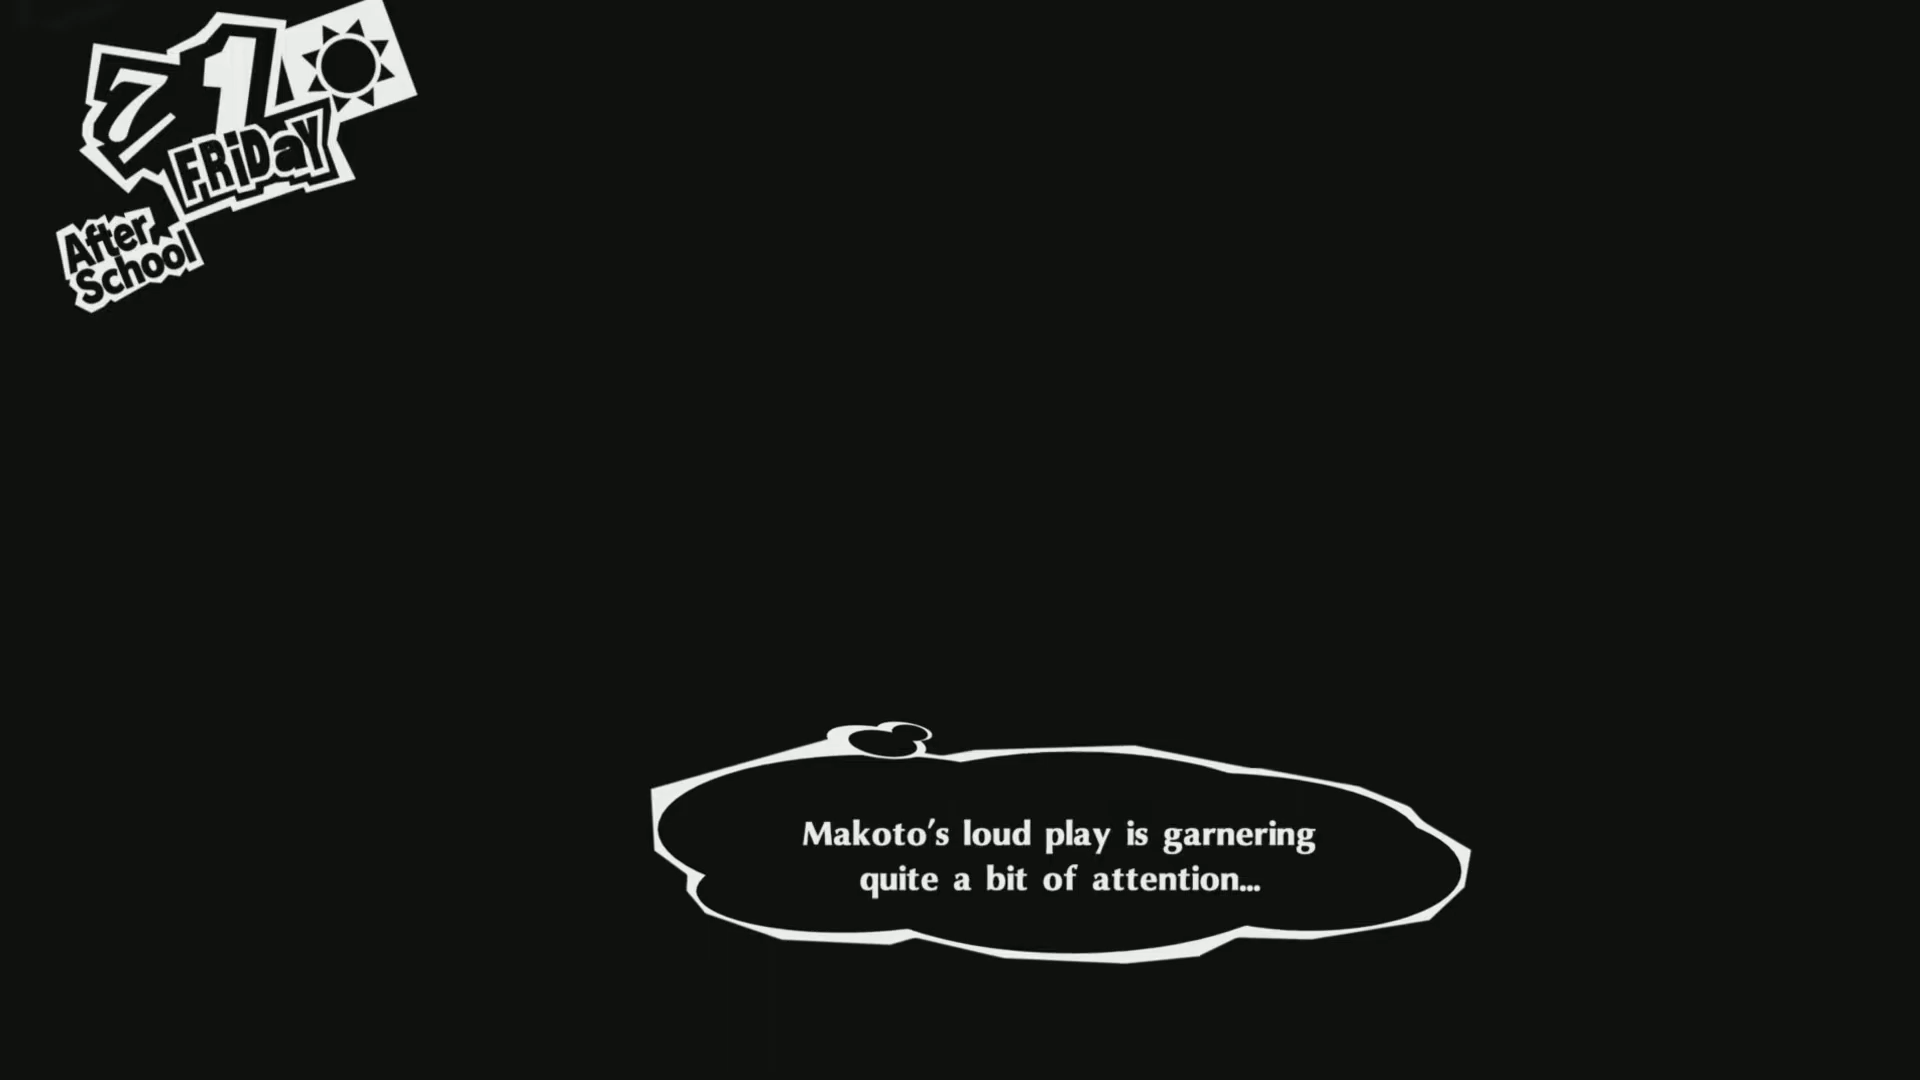 7 1
FRiDaY
After
School
Makoto's loud play is garnering
quite a bit of attention...